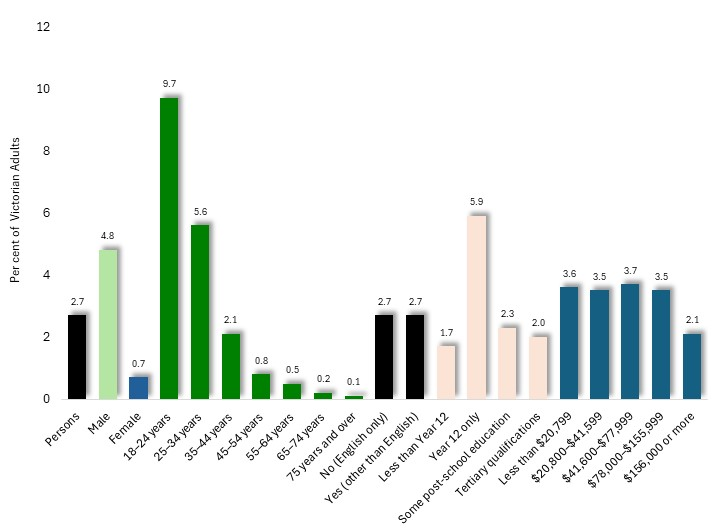 12
10
8
6
4
2
0
Per cent of Victorian Adults
2.7
4.8
0.7
9.7
5.6
2.1
0.8
0.5
0.2
0.1
2.7
2.7
1.7
5.9
2.3
2.0
3.6
3.5
3.7
3.5
2.1
Persons
Male
Female
18–24 years
25–34 years
35–44 years
45–54 years
55–64 years
65–74 years
75 years and over
No (English only)
Yes (other than English)
Less than Year 12
Year 12 only
Some post-school education
Tertiary qualifications
Less than $20,799
$20,800–$41,599
$41,600–$77,999
$78,000–$155,999
$156,000 or more